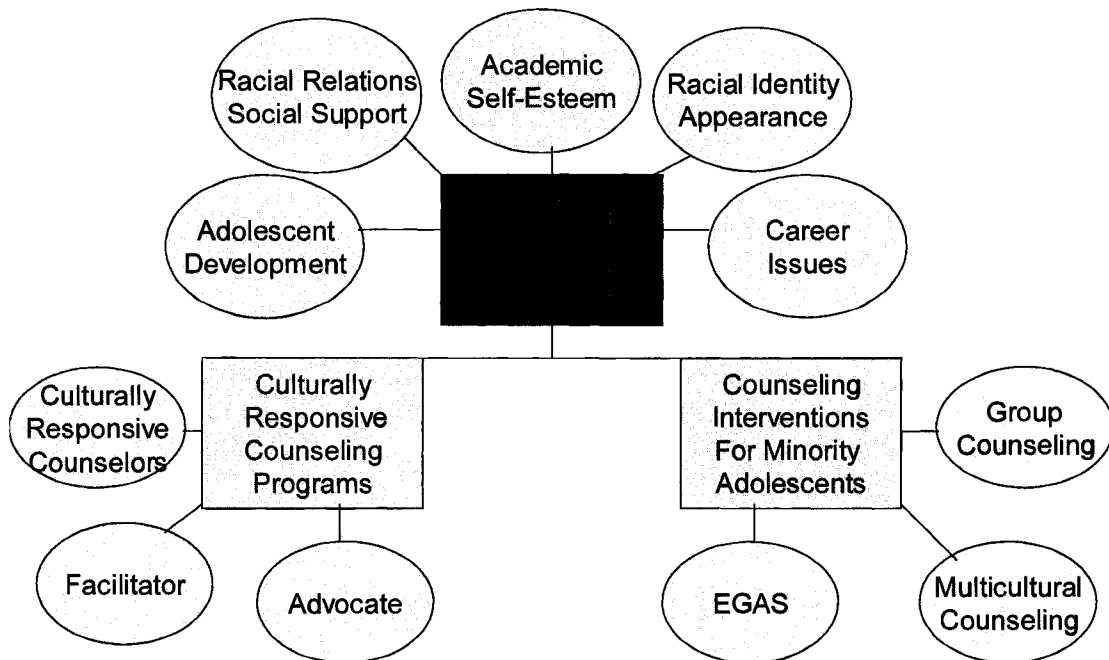 Racial Relations
Social Support
Academic
Self-Esteem
Racial Identity
Appearance
Adolescent
Development
Career
Issues
Culturally
Responsive
Counselors
Culturally
Responsive
Counseling
Programs
Counseling
Interventions
For Minority
Adolescents
Group
Counseling
Facilitator
Advocate
EGAS
Multicultural
Counseling